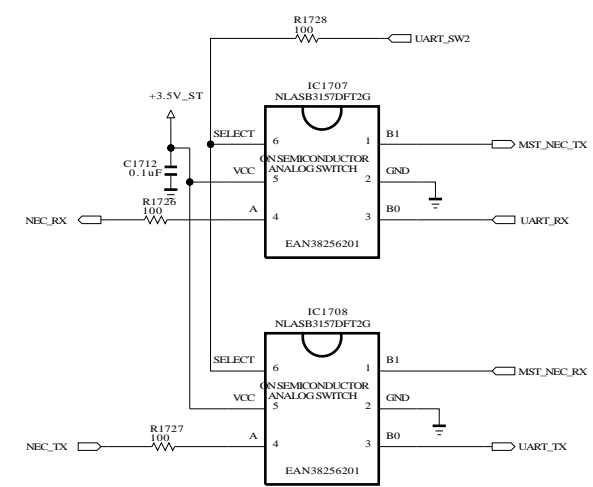 R1728
100
UART_SW2
IC1707
NLASB3157DFT2G
+3.5V_ST
SELECT
6
1
B1
MST_NEC_TX
C1712
0.1uF
VCC
5
ON SEMICONDUCTOR
ANALOG SWITCH
2
GND
R1726
100
NEC_RX
A
4
3
B0
UART_RX
EAN38256201
IC1708
NLASB3157DFT2G
SELECT
6
1
B1
MST_NEC_RX
ON SEMICONDUCTOR
ANALOG SWITCH
VCC
5
2
GND
R1727
100
NEC_TX
A
4
3
B0
UART_TX
EAN38256201